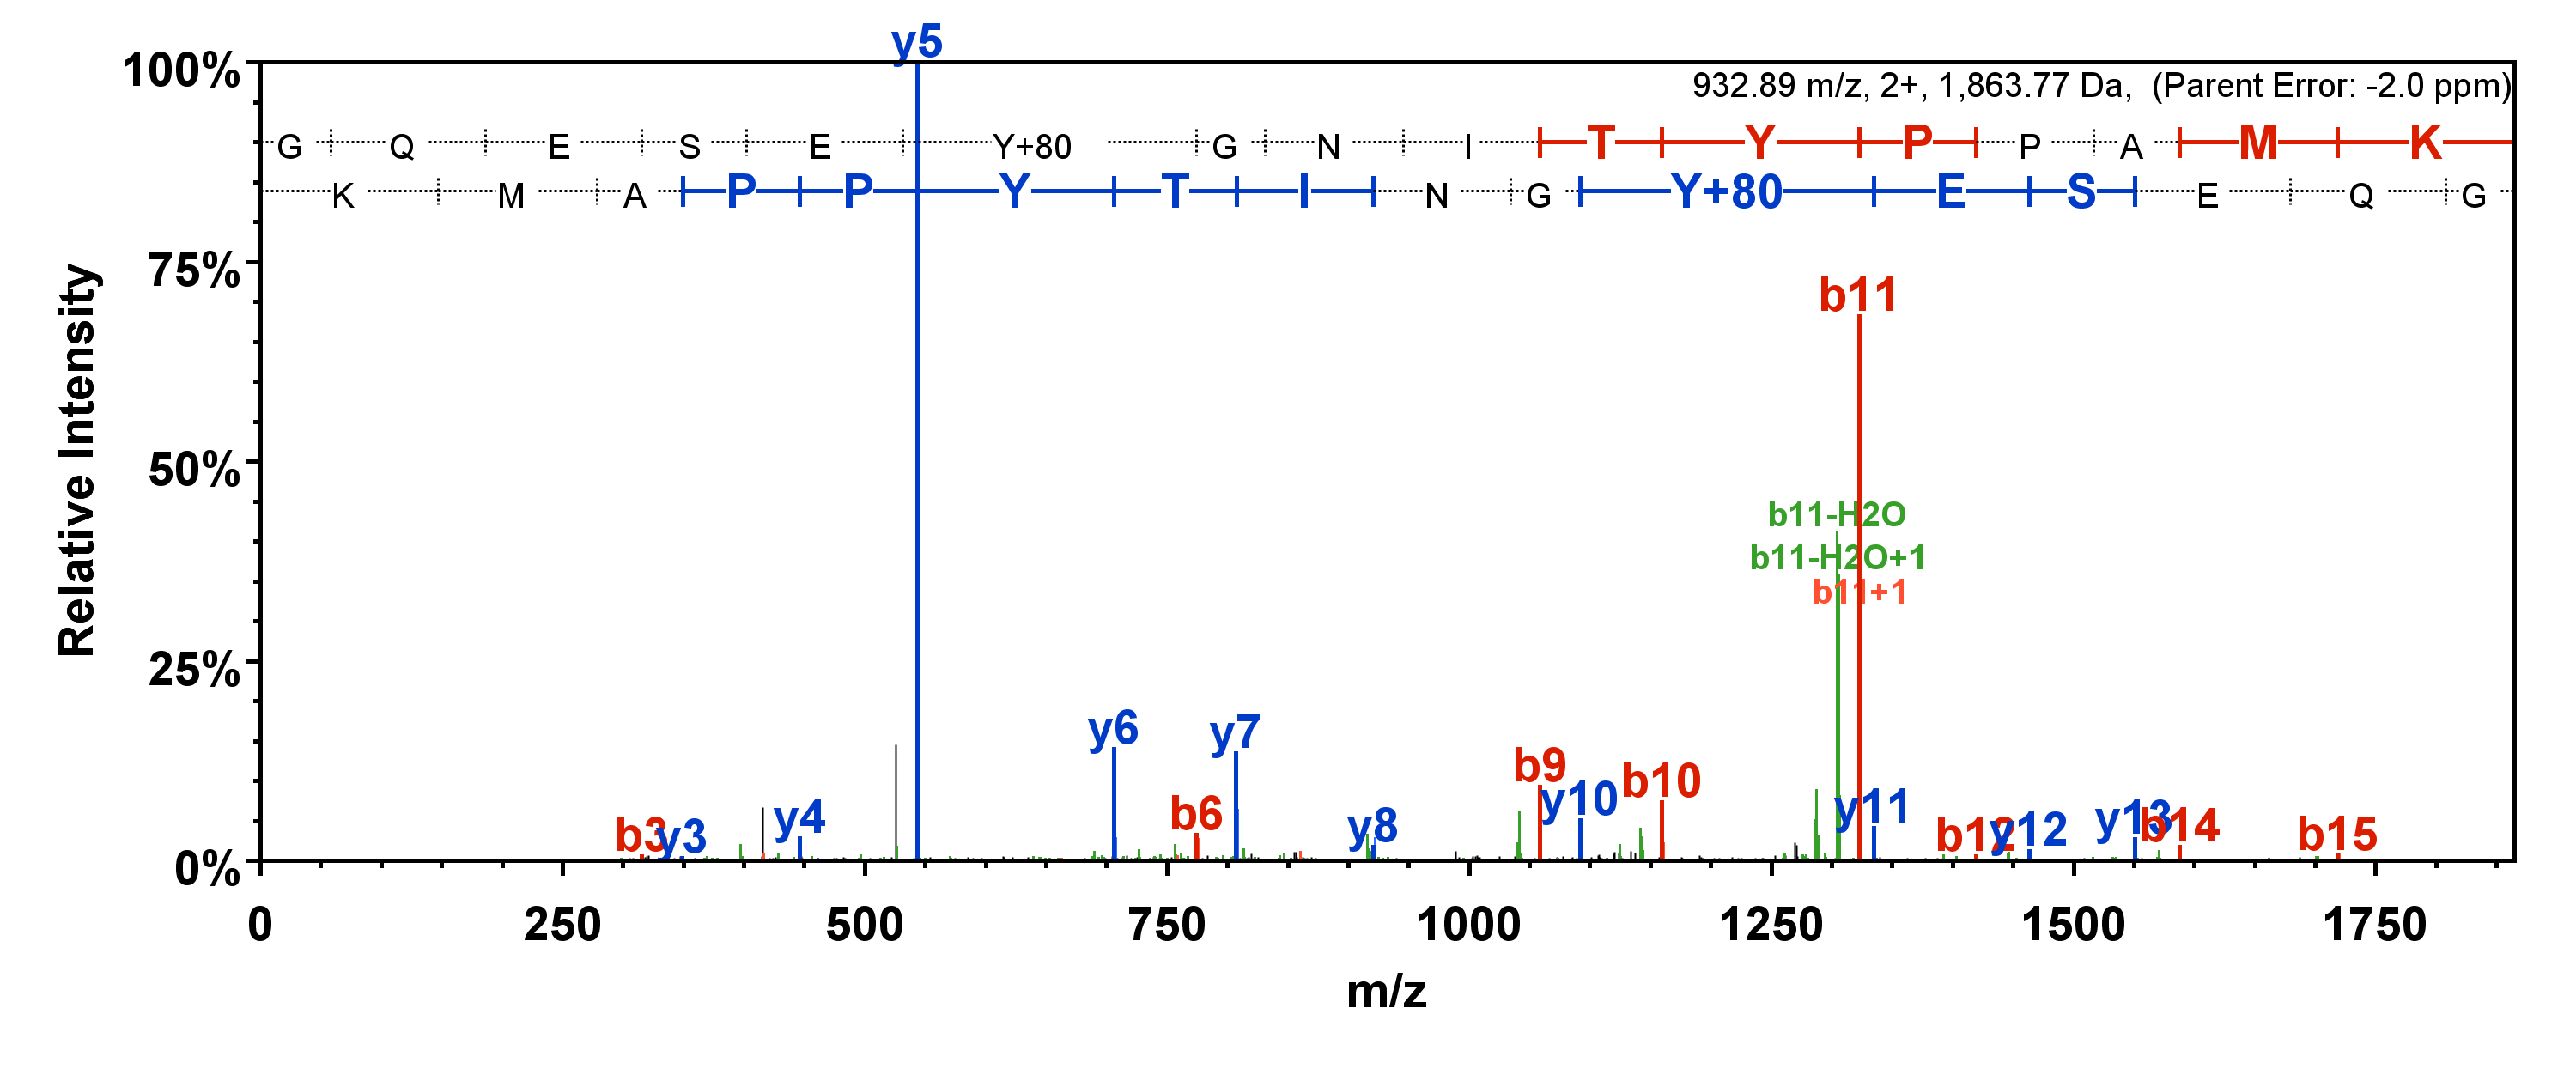 y5
100%
932.89 m/z, 2+, 1,863.77 Da, (Parent Error: -2.0 ppm)
G Q E S E Y+80 G N I T Y P P A M K
K M A P P Y T I N G Y+80 E S E Q G
75%
b11
50%
b11-H2O
b11-H2O+1
b11+1
25%
y6 y7
b9 b10
y10
b3 y3 y4 b6 y8 y11 b12 y12 y13 b14 b15
0%
0 250 500 750 1000 1250 1500 1750
m/z
Relative Intensity